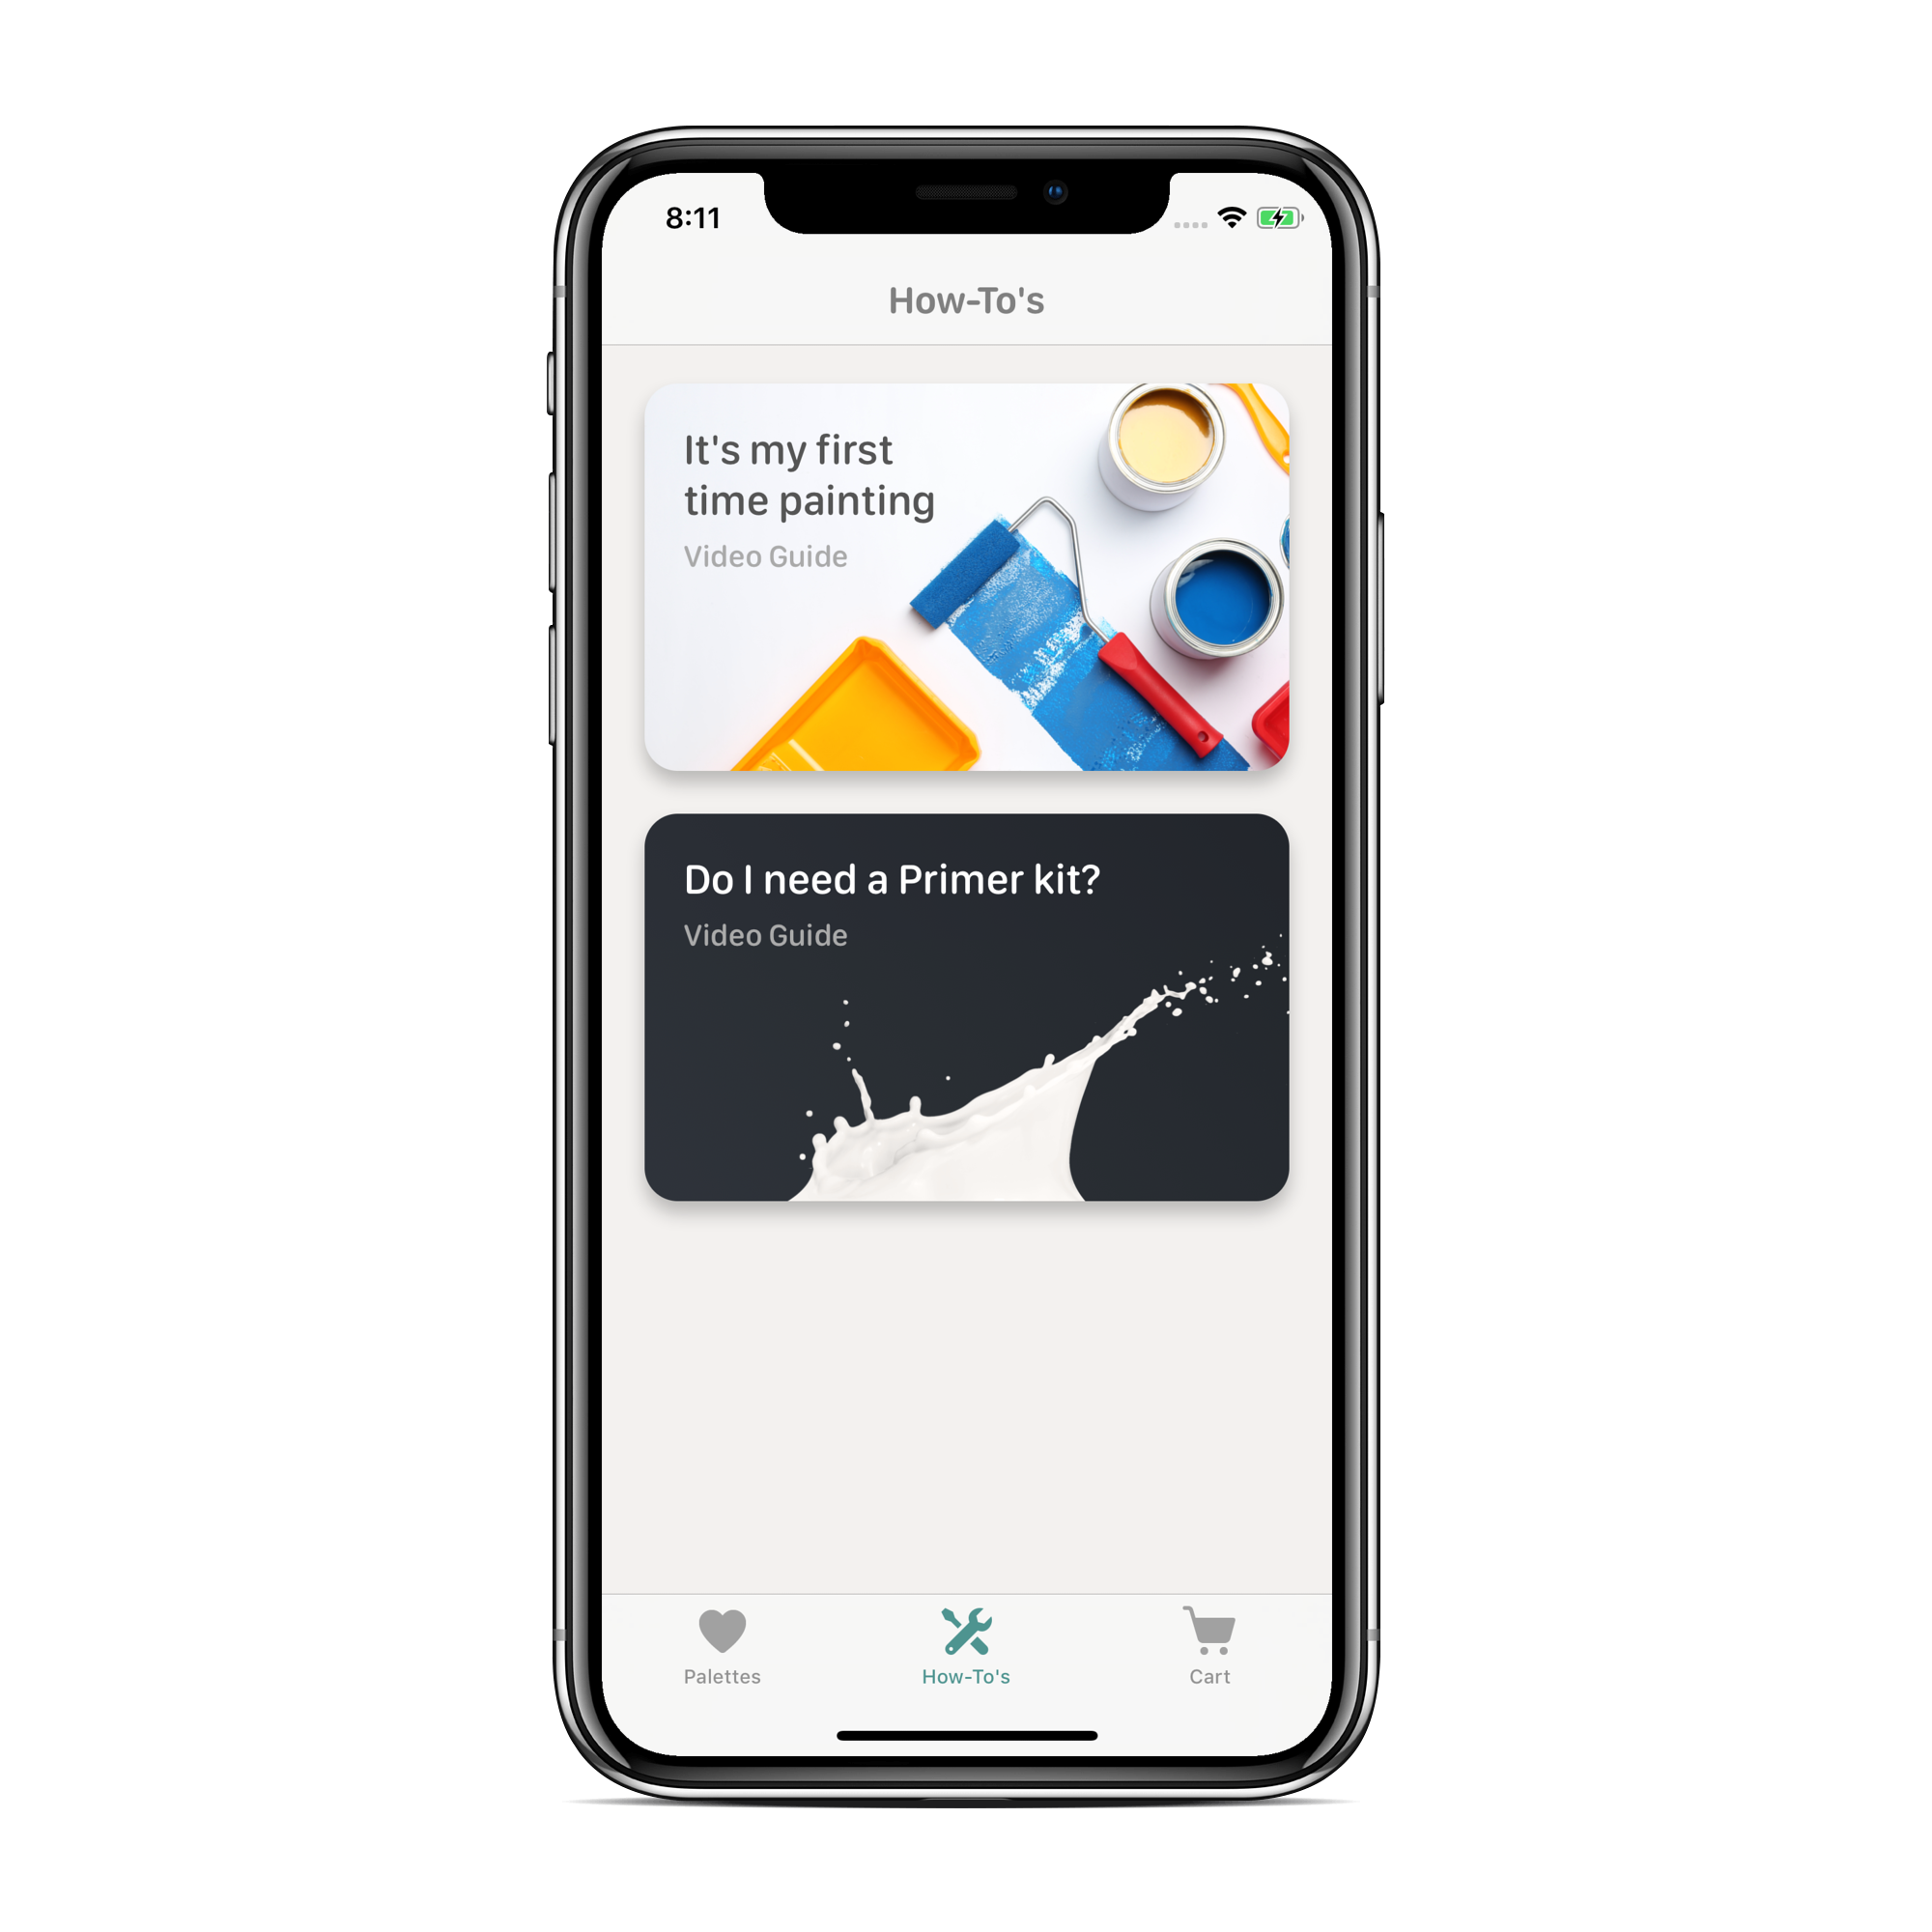 8:11
How-To's
It's my first
time painting
Video Guide
Do I need a Primer kit?
Video Guide
Palettes
How-To's
Cart